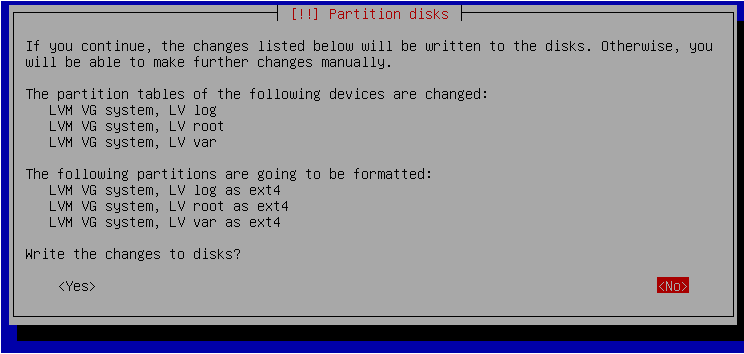 [!!] Partition disks
If you continue, the changes listed below will be written to the disks. Otherwise, you
will be able to make further changes manually.
The partition tables of the following devices are changed:
LVM VG system, LV log
LVM VG system, LV root
LVM VG system, LV var
The following partitions are going to be formatted:
LVM VG system, LV log as ext4
LVM VG system, LV root as ext4
LVM VG system, LV var as ext4
Write the changes to disks?
<Yes> <No>